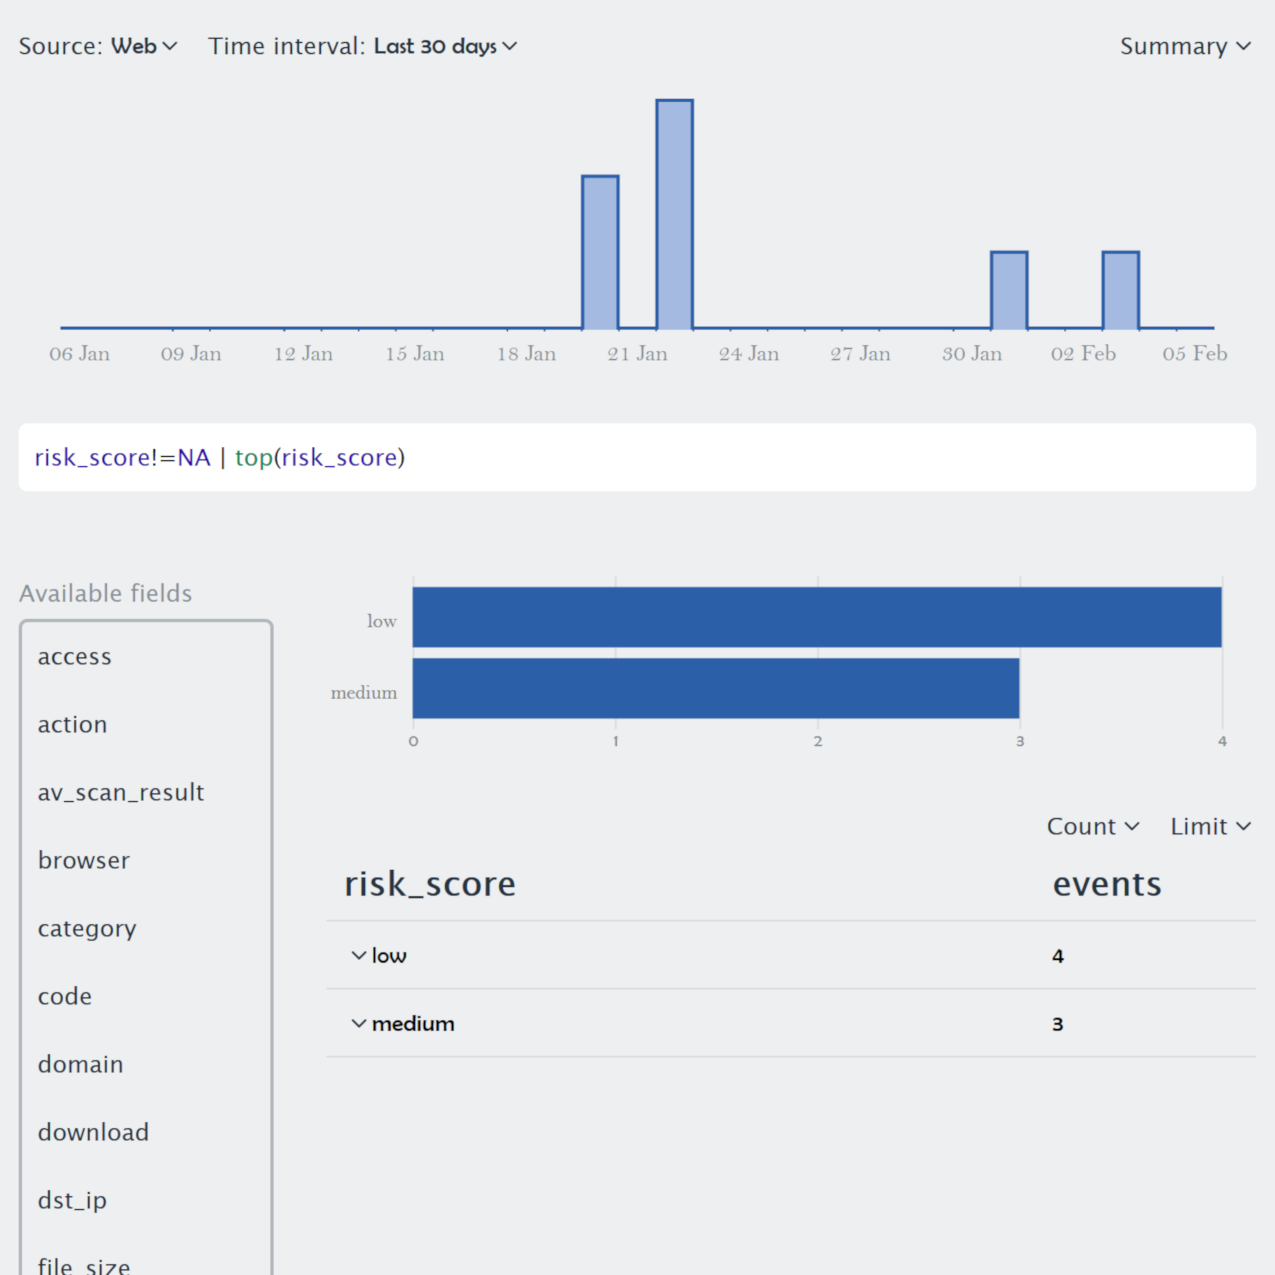 Source: Web Time interval: Last 30 days Summary
06 Jan 09 Jan 12 Jan 15 Jan 18 Jan 21 Jan 24 Jan 27 Jan 30 Jan 02 Feb 05 Feb
risk_score!=NA | top(risk_score)
Available fields
access
action
av_scan_result
browser
category
code
domain
download
dst_ip
file_size
low
medium
0 1 2 3 4
Count Limit
risk_score events
low 4
medium 3